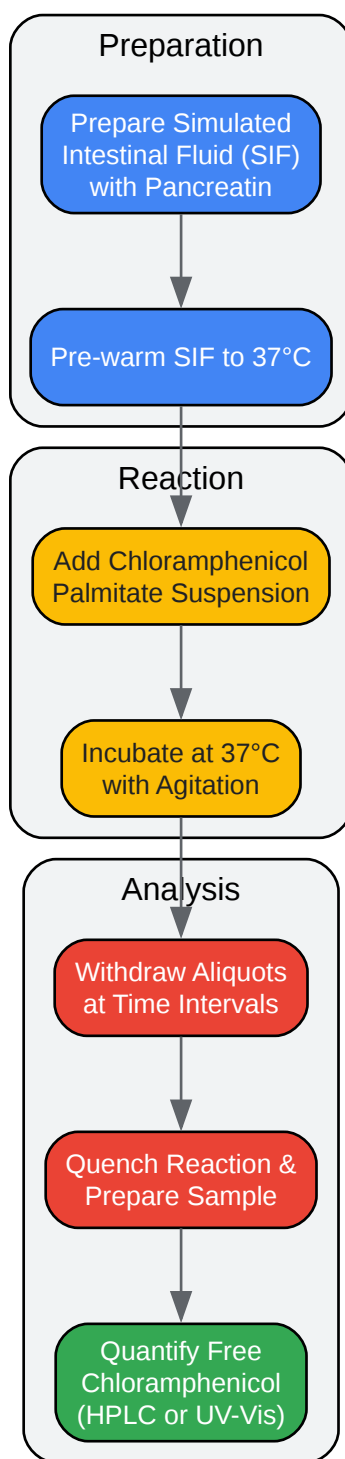 Preparation
Prepare Simulated
Intestinal Fluid (SIF)
with Pancreatin
Pre-warm SIF to 37°C
Reaction
Add Chloramphenicol
Palmitate Suspension
Incubate at 37°C
with Agitation
Analysis
Withdraw Aliquots
at Time Intervals
Quench Reaction &
Prepare Sample
Quantify Free
Chloramphenicol
(HPLC or UV-Vis)